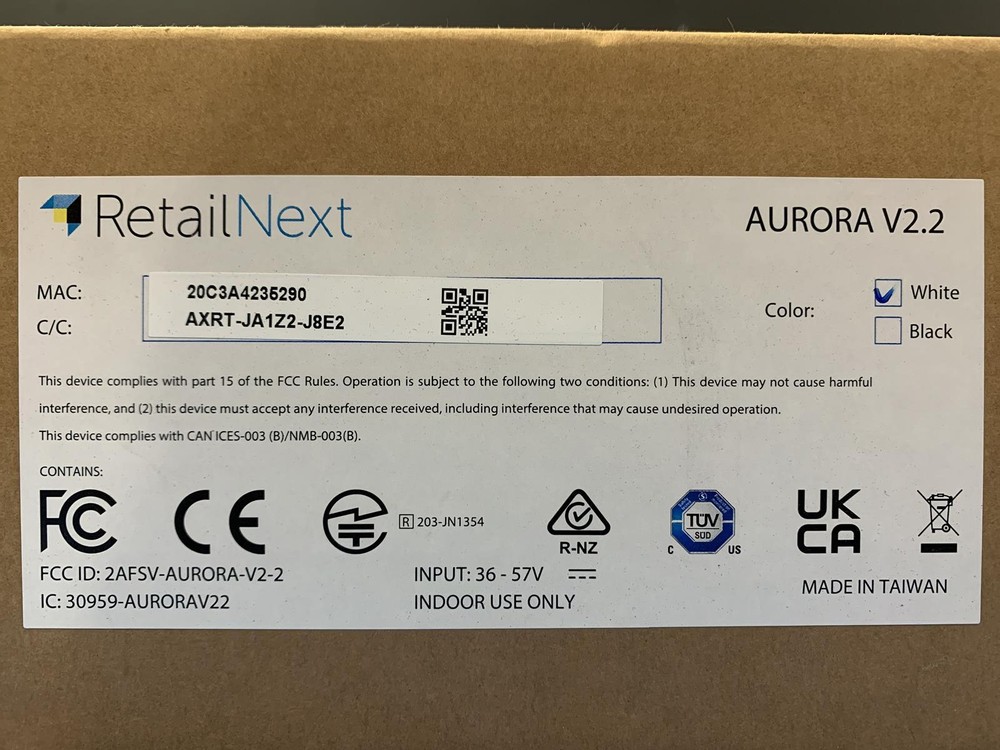 RetailNext
AURORA V2.2
MAC: 20C3A4235290
C/C: AXRT-JA1Z2-J8E2
Color:
White
Black
This device complies with part 15 of the FCC Rules. Operation is subject to the following two conditions: (1) This device may not cause harmful
interference, and (2) this device must accept any interference received, including interference that may cause undesired operation.
This device complies with CAN ICES-003 (B)/NMB-003(B).
CONTAINS:
FC CE R 203-JN1354 R-NZ C TÜV SÜD US UK CA
FCC ID: 2AFSV-AURORA-V2-2
IC: 30959-AURORAV22
INPUT: 36 - 57V
INDOOR USE ONLY
MADE IN TAIWAN